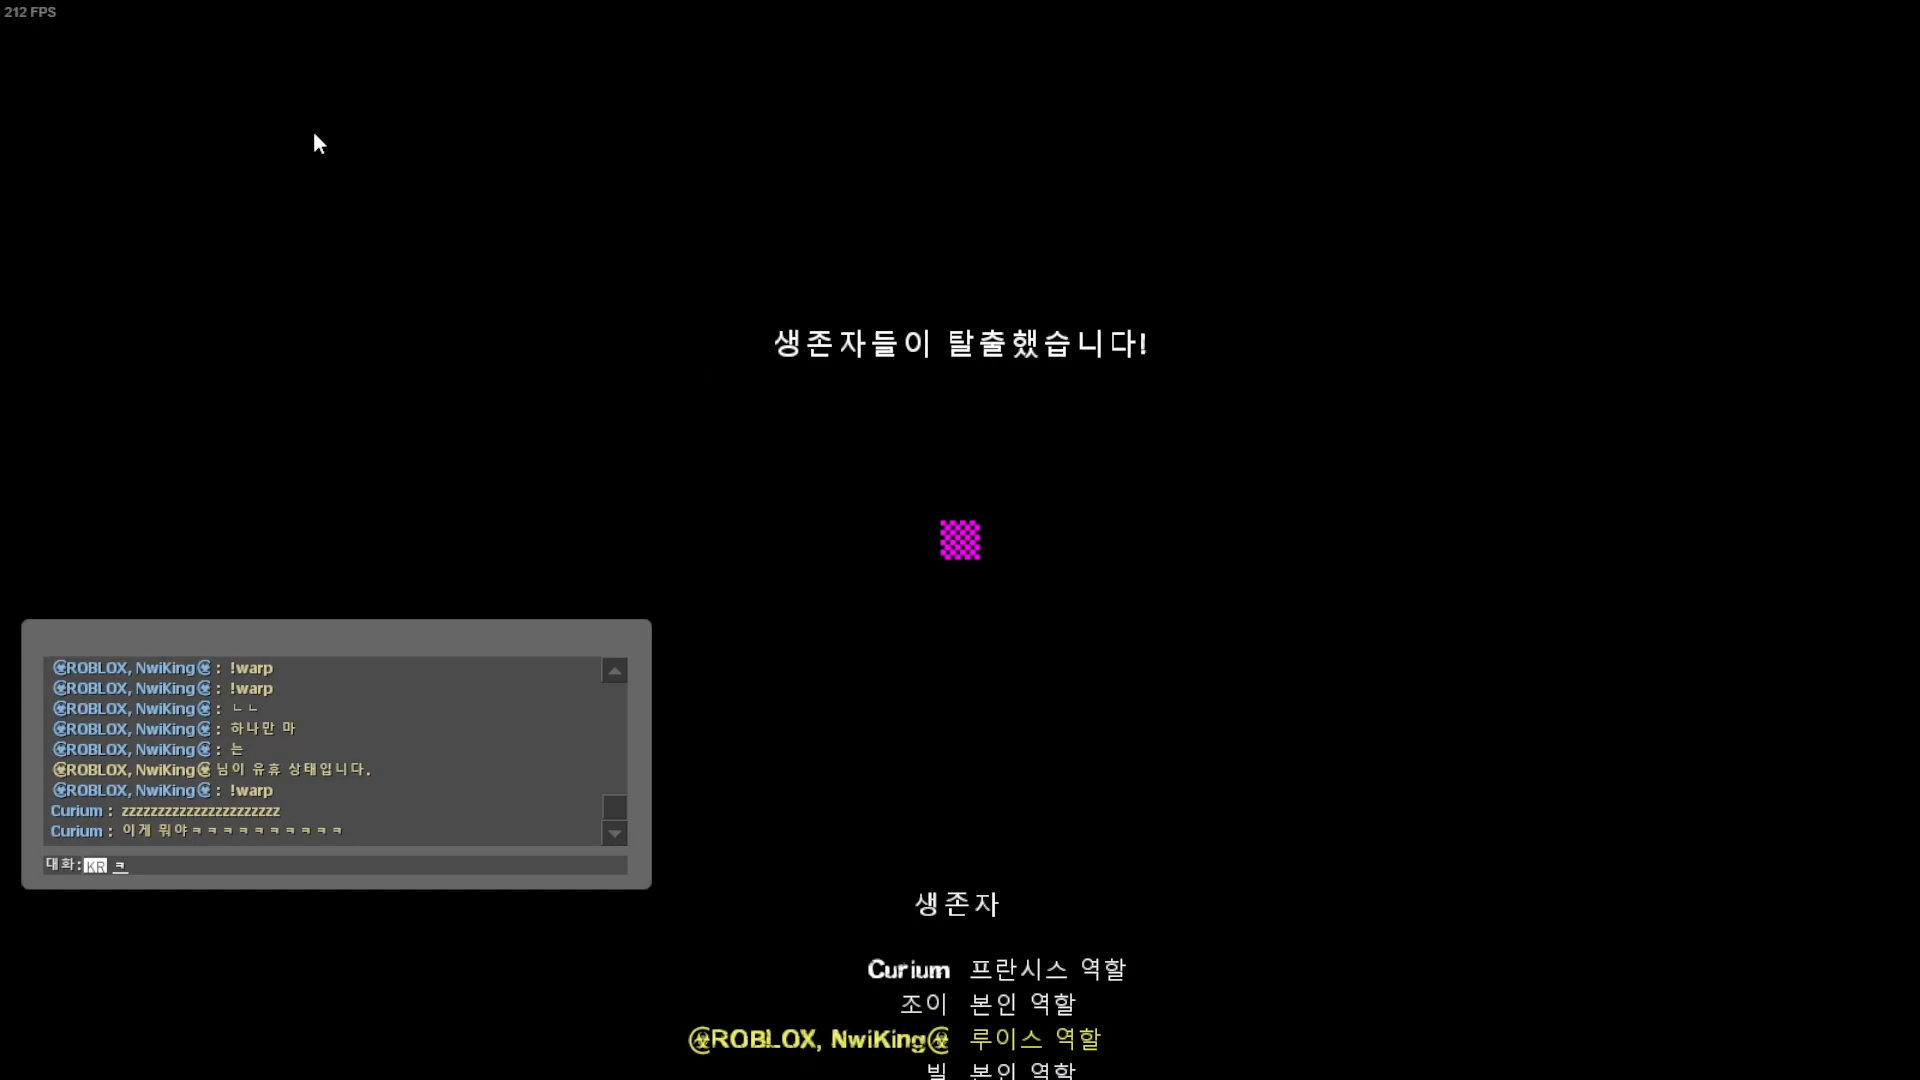 212 FPS
생존자들이 탈출했습니다!
@ROBLOX, NwiKing@ : !warp
@ROBLOX, NwiKing@ : !warp
@ROBLOX, NwiKing@ : ㄴㄴ
@ROBLOX, NwiKing@ : 하나만 마
@ROBLOX, NwiKing@ : 는
@ROBLOX, NwiKing@ 님이 유휴 상태입니다.
@ROBLOX, NwiKing@ : !warp
Curium : zzzzzzzzzzzzzzzzzzzzzz
Curium : 이게 뭐야ㅋㅋㅋㅋㅋㅋㅋㅋㅋㅋ
대화: KR ㅋ
생존자
Curium 프란시스 역할
조이 본인 역할
@ROBLOX, NwiKing@ 루이스 역할
빌 본인 역할